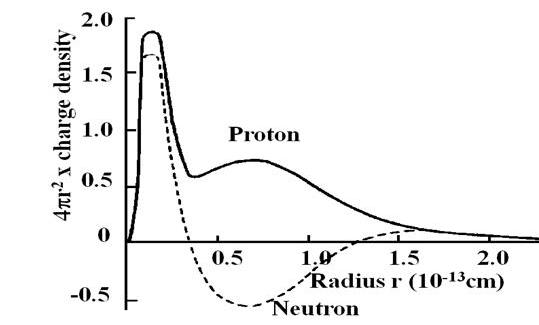 4πr² x charge density
2.0
1.5
1.0
0.5
0
-0.5
Proton
0.5
1.0
1.5
2.0
Radius r (10⁻¹³cm)
Neutron